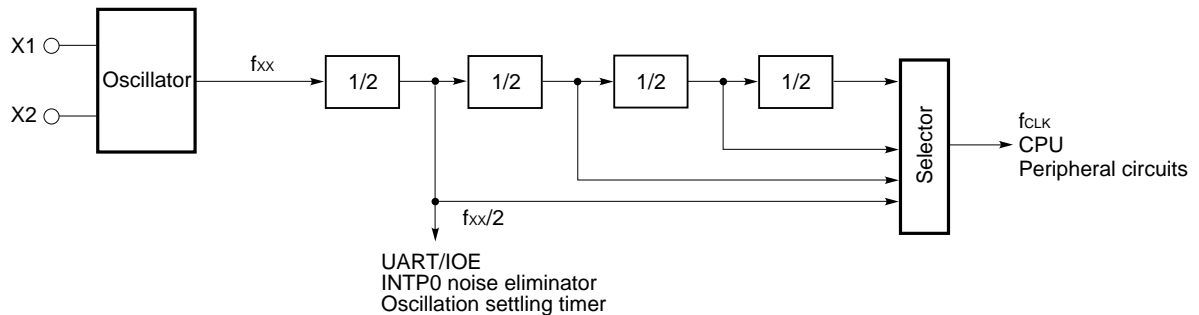 X1
X2
Oscillator
fXX
1/2
1/2
1/2
1/2
Selector
fCLK
CPU
Peripheral circuits
fXX/2
UART/IOE
INTP0 noise eliminator
Oscillation settling timer